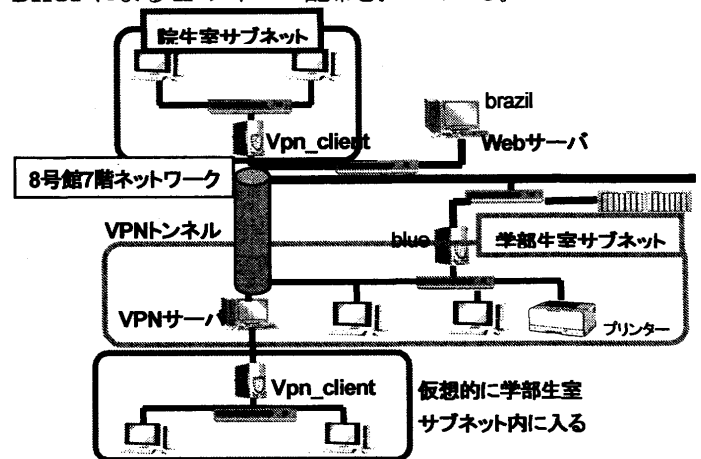 院生室サブネット
brazil
Webサーバ
Vpn_client
8号館7階ネットワーク
VPNトンネル
blue
学部生室サブネット
VPNサーバ
プリンター
Vpn_client
仮想的に学部生室
サブネット内に入る